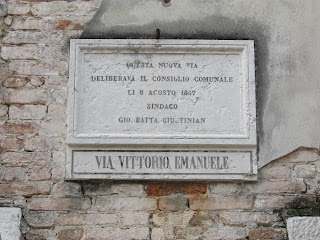 QUESTA NUOVA VIA
DELIBERAVA IL CONSIGLIO COMUNALE
LI 8 AGOSTO 1867
SINDACO
GIO. BATTA GIUSTINIAN
VIA VITTORIO EMANUELE